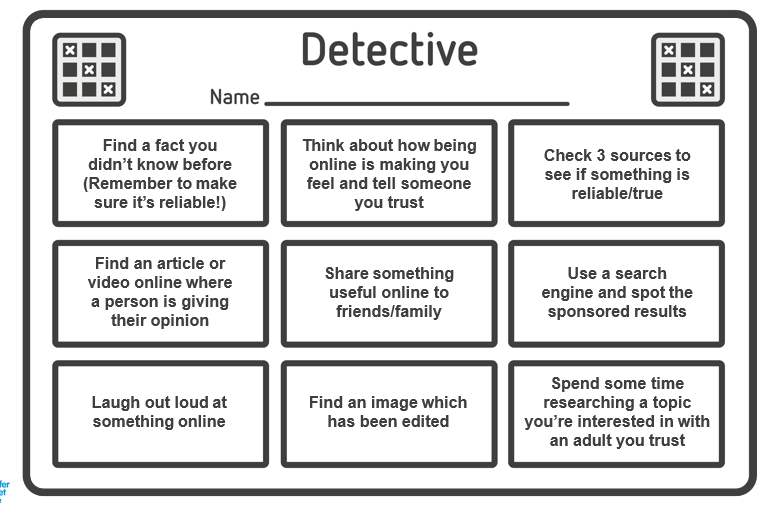 Detective
Name
Find a fact you
didn’t know before
(Remember to make
sure it’s reliable!)
Think about how being
online is making you
feel and tell someone
you trust
Check 3 sources to
see if something is
reliable/true
Find an article or
video online where
a person is giving
their opinion
Share something
useful online to
friends/family
Use a search
engine and spot the
sponsored results
Laugh out loud at
something online
Find an image which
has been edited
Spend some time
researching a topic
you’re interested in with
an adult you trust